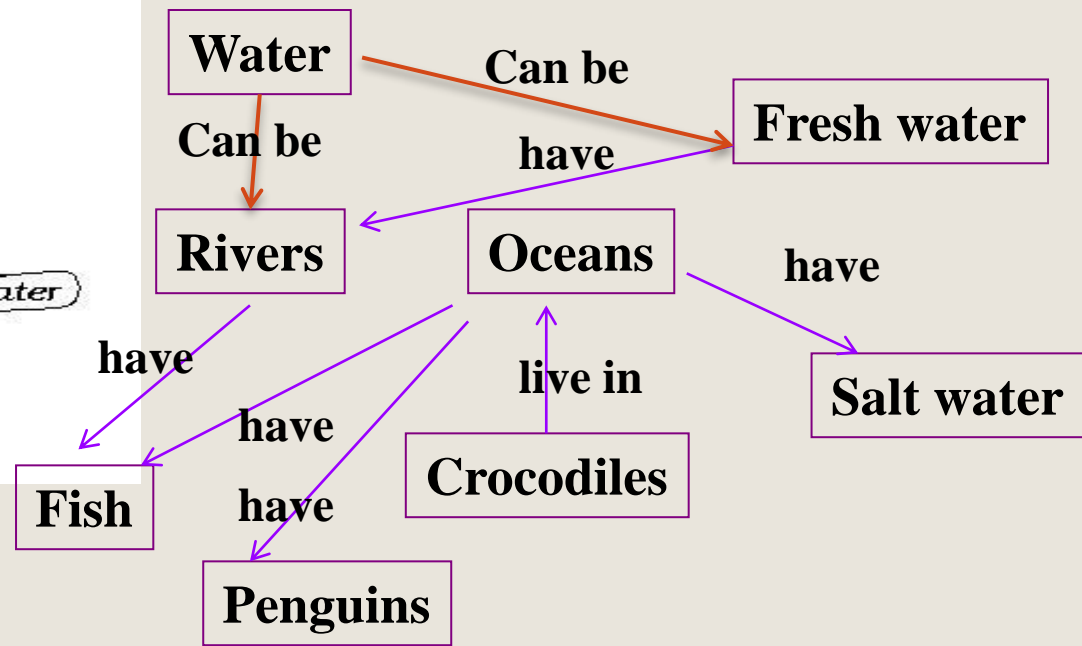 Water
Can be
Fresh water
Can be
have
Rivers
Oceans
have
ater
have
live in
Salt water
have
Crocodiles
Fish
have
Penguins